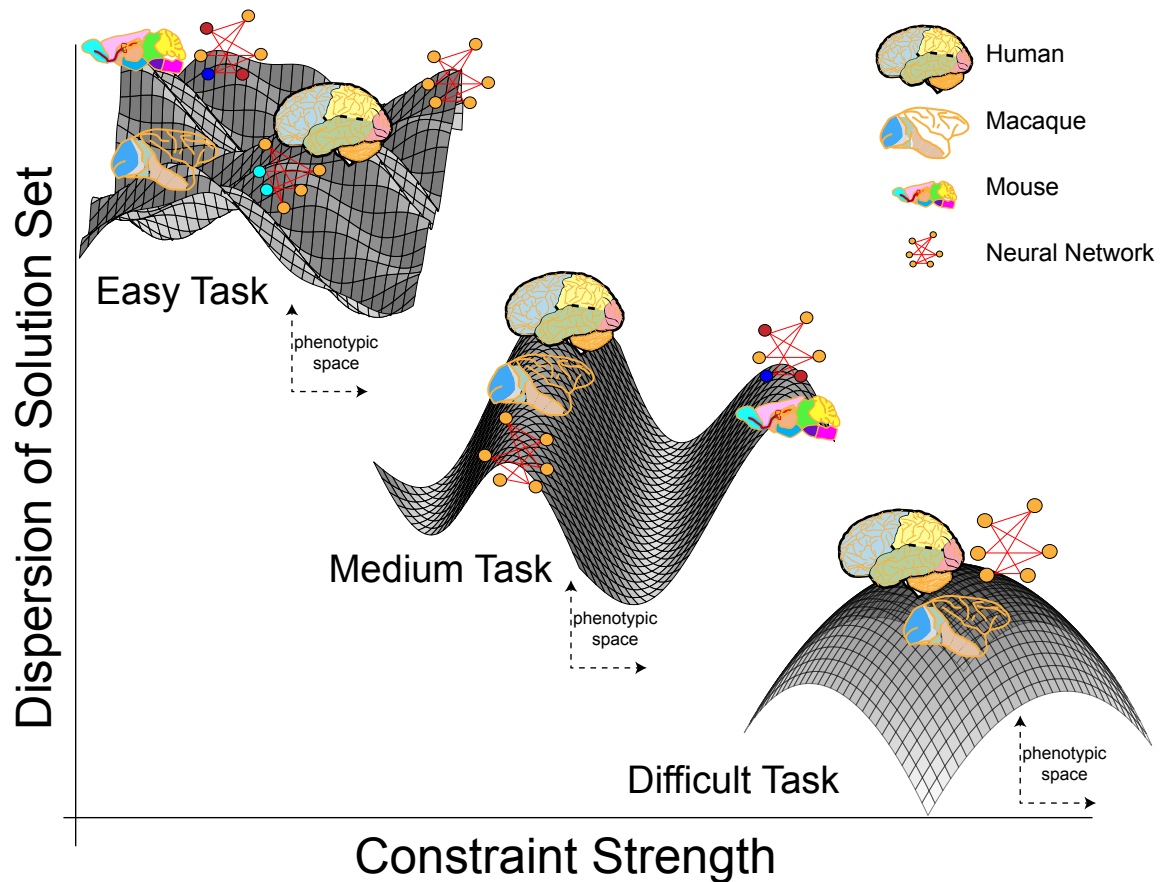 Human
Macaque
Mouse
Neural Network
Easy Task
phenotypic
space
Medium Task
phenotypic
space
Difficult Task
phenotypic
space
Dispersion of Solution Set
Constraint Strength